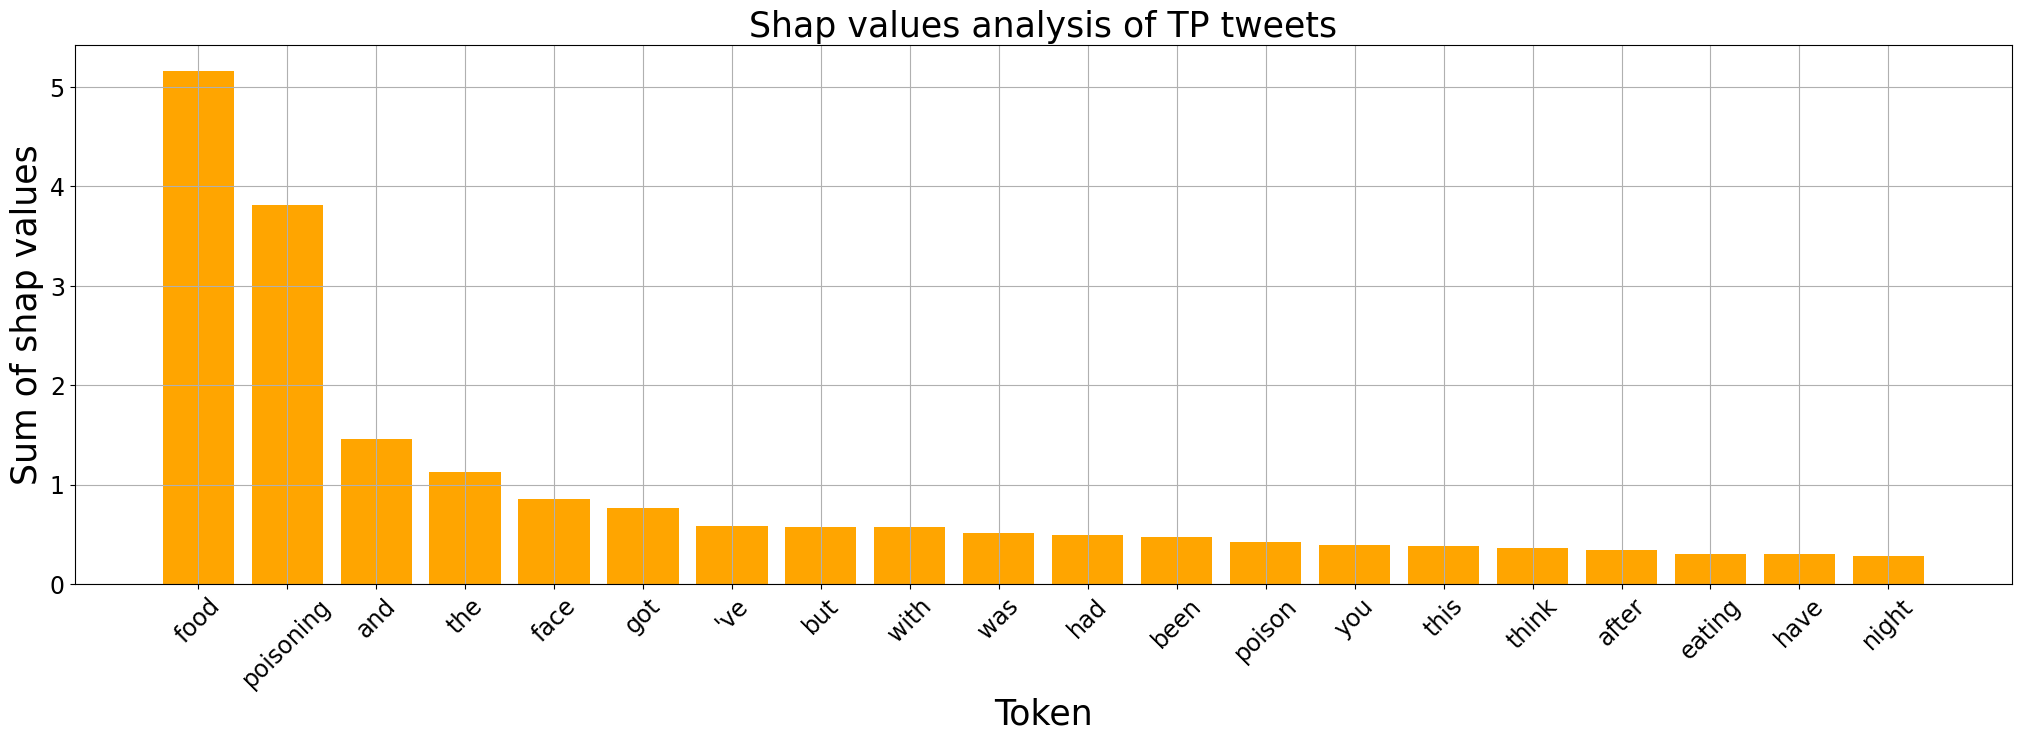 Shap values analysis of TP tweets
Sum of shap values
5
4
3
2
1
0
food
poisoning
and
the
face
got
've
but
with
was
had
been
poison
you
this
think
after
eating
have
night
Token